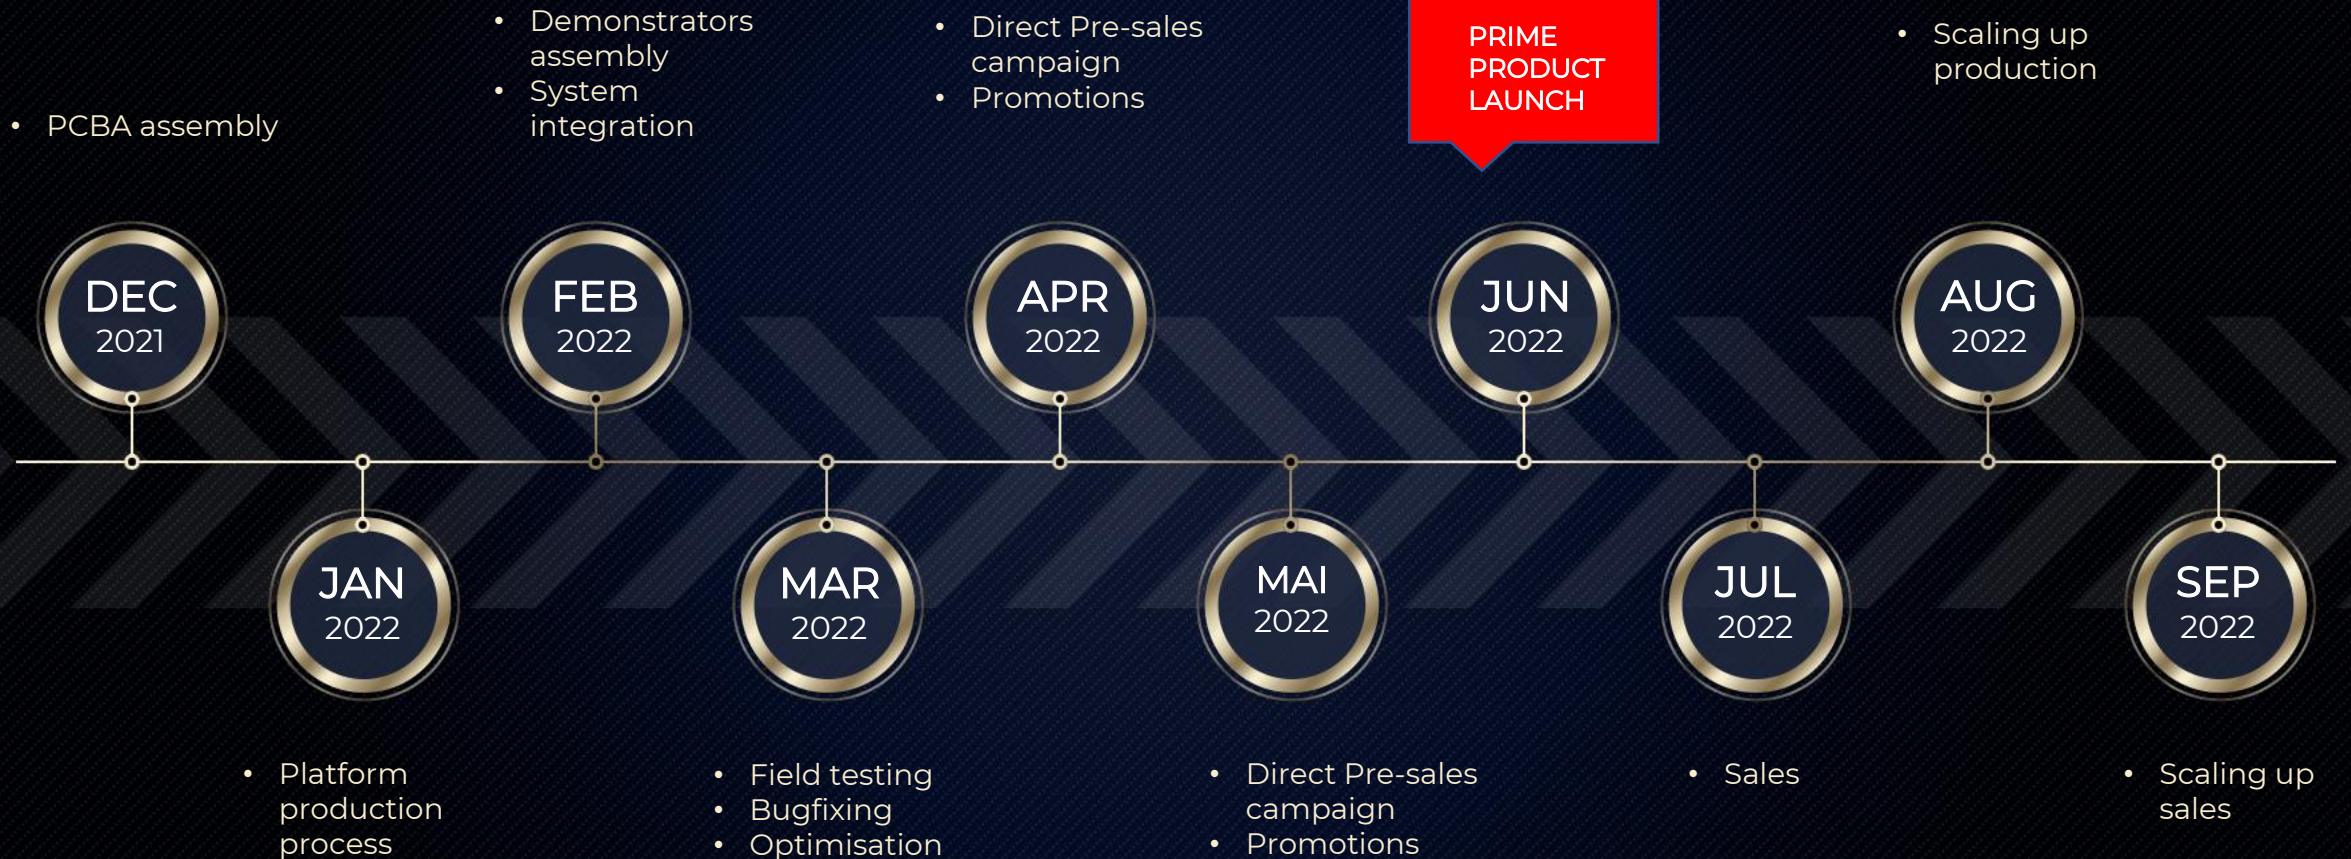 • Demonstrators
assembly
• System
integration
• Direct Pre-sales
campaign
• Promotions
PRIME
PRODUCT
LAUNCH
• Scaling up
production
• PCBA assembly
DEC
2021
FEB
2022
APR
2022
JUN
2022
AUG
2022
JAN
2022
MAR
2022
MAI
2022
JUL
2022
SEP
2022
• Platform
production
process
• Field testing
• Bugfixing
• Optimisation
• Direct Pre-sales
campaign
• Promotions
• Sales
• Scaling up
sales